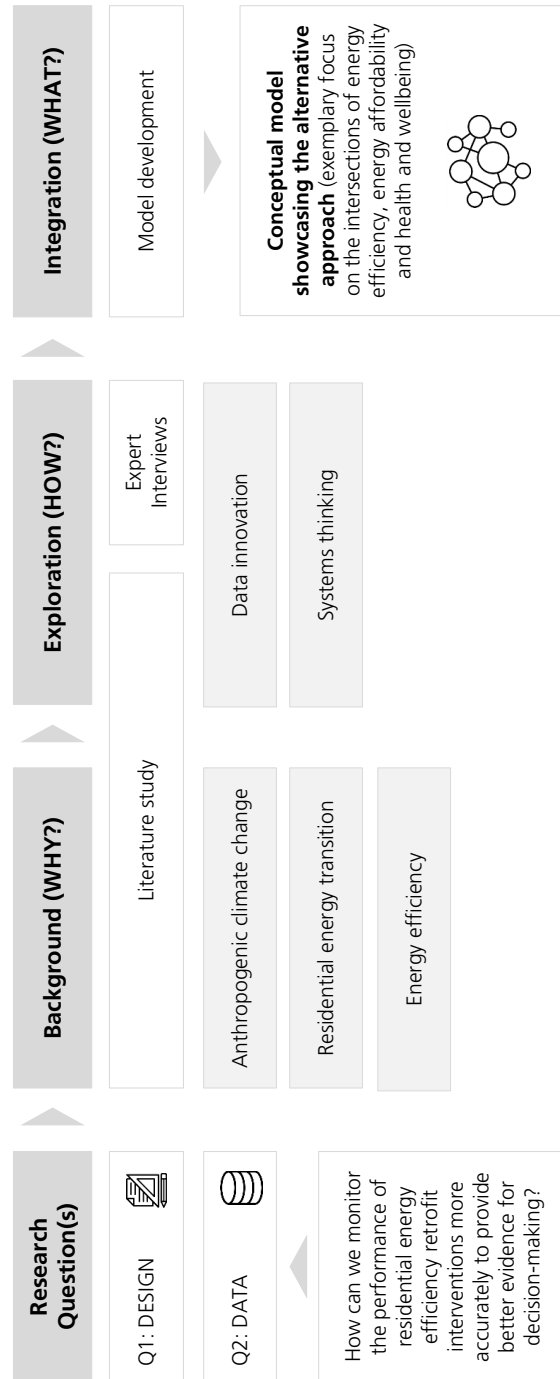 Research
Question(s)
Q1: DESIGN
Q2: DATA
How can we monitor
the performance of
residential energy
efficiency retrofit
interventions more
accurately to provide
better evidence for
decision-making?
Background (WHY?)
Literature study
Anthropogenic climate change
Residential energy transition
Energy efficiency
Exploration (HOW?)
Expert
Interviews
Data innovation
Systems thinking
Integration (WHAT?)
Model development
Conceptual model
showcasing the alternative
approach (exemplary focus
on the intersections of energy
efficiency, energy affordability
and health and wellbeing)